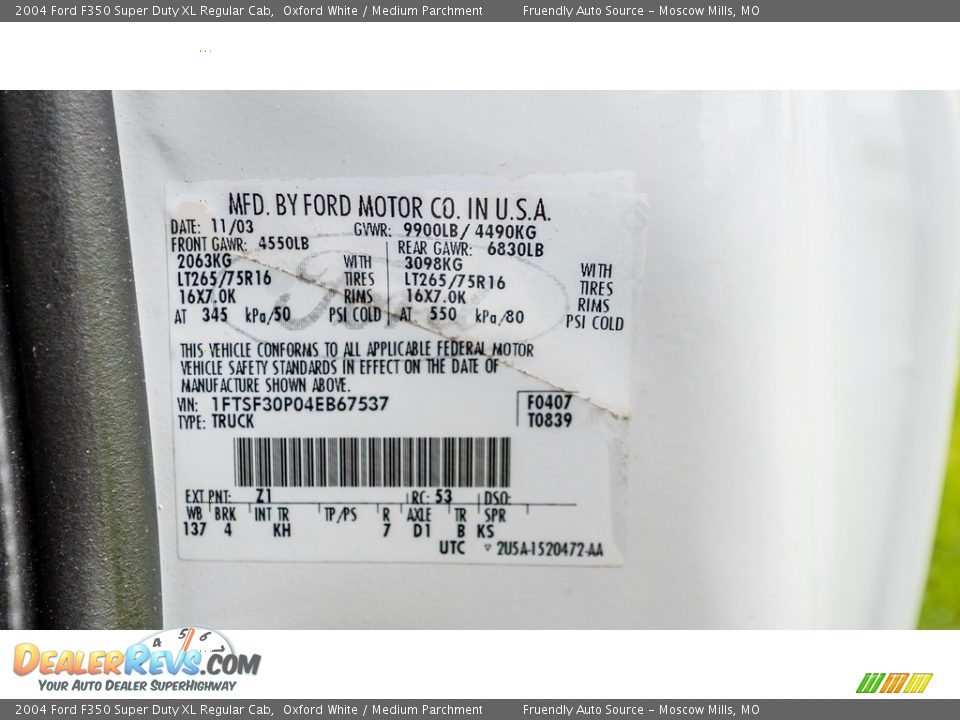 2004 Ford F350 Super Duty XL Regular Cab, Oxford White / Medium Parchment Fruendly Auto Source - Moscow Mills, MO
MFD. BY FORD MOTOR CO. IN U.S.A.
DATE: 11/03 GVWR: 9900LB/ 4490KG
FRONT GAWR: 4550LB REAR GAWR: 6830LB
2063KG WITH 3098KG WITH
LT265/75R16 TIRES LT265/75R16 TIRES
16X7.0K RIMS 16X7.0K RIMS
AT 345 kPa/50 PSI COLD AT 550 kPa/80 PSI COLD
Ford
THIS VEHICLE CONFORMS TO ALL APPLICABLE FEDERAL MOTOR
VEHICLE SAFETY STANDARDS IN EFFECT ON THE DATE OF
MANUFACTURE SHOWN ABOVE.
VIN: 1FTSF30P04EB67537 F0407
TYPE: TRUCK T0839
EXT PNT: Z1 RC: 53 DSO:
WB BRK INT TR TP/PS R AXLE TR SPR
137 4 KH 7 D1 B KS
UTC ▽ 2U5A-1520472-AA
4 5 6 7
DealerRevs.com
Your Auto Dealer SuperHighway
2004 Ford F350 Super Duty XL Regular Cab, Oxford White / Medium Parchment Fruendly Auto Source - Moscow Mills, MO